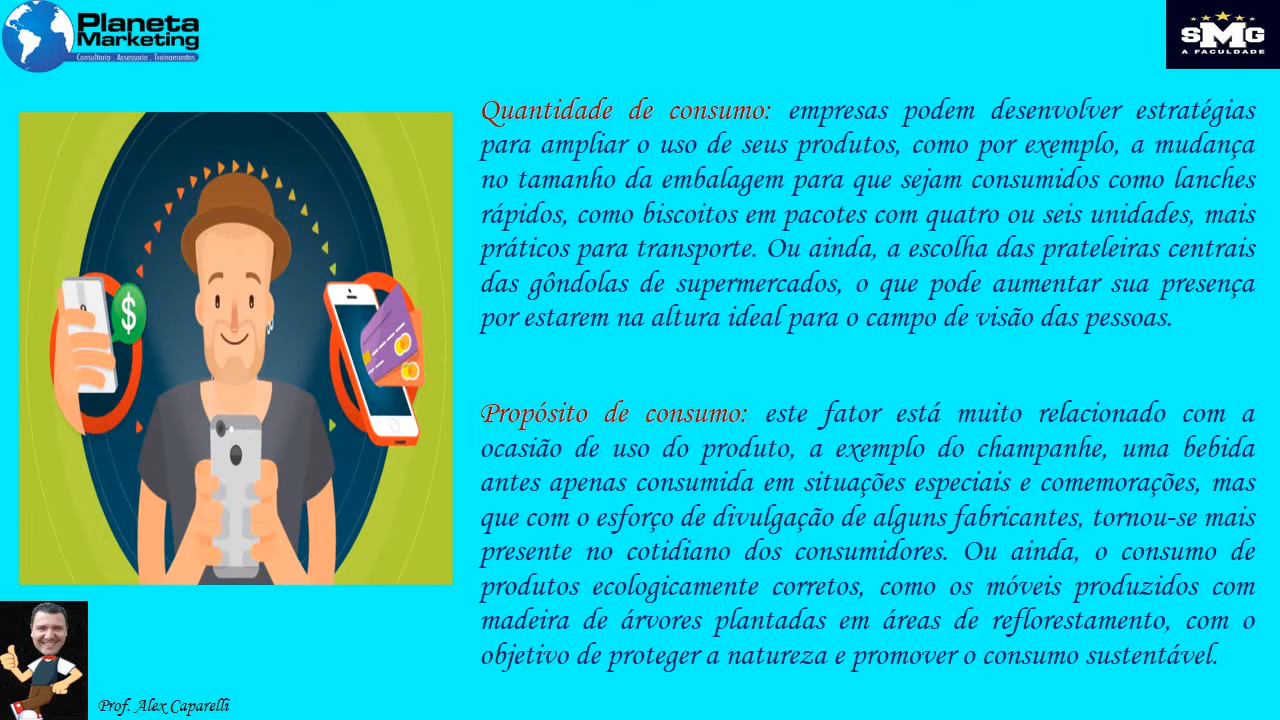 Planeta
Marketing
Consultoria . Assessoria . Treinamentos
SMG
A FACULDADE
Quantidade de consumo: empresas podem desenvolver estratégias
para ampliar o uso de seus produtos, como por exemplo, a mudança
no tamanho da embalagem para que sejam consumidos como lanches
rápidos, como biscoitos em pacotes com quatro ou seis unidades, mais
práticos para transporte. Ou ainda, a escolha das prateleiras centrais
das gôndolas de supermercados, o que pode aumentar sua presença
por estarem na altura ideal para o campo de visão das pessoas.
$
Propósito de consumo: este fator está muito relacionado com a
ocasião de uso do produto, a exemplo do champanhe, uma bebida
antes apenas consumida em situações especiais e comemorações, mas
que com o esforço de divulgação de alguns fabricantes, tornou-se mais
presente no cotidiano dos consumidores. Ou ainda, o consumo de
produtos ecologicamente corretos, como os móveis produzidos com
madeira de árvores plantadas em áreas de reflorestamento, com o
objetivo de proteger a natureza e promover o consumo sustentável.
Prof. Alex Caparelli